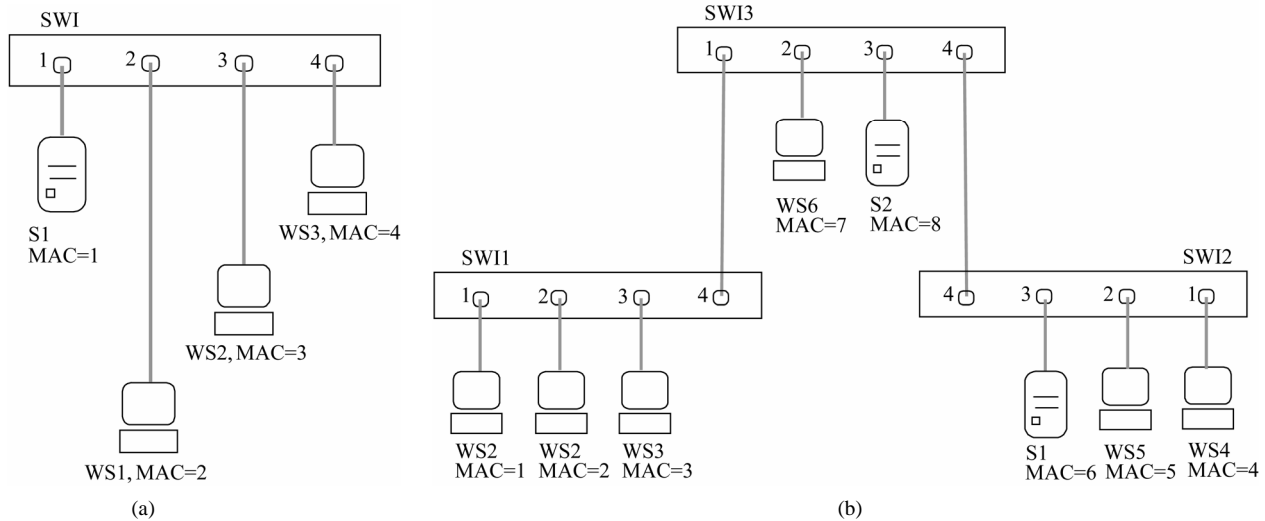 SWI
1 2 3 4
S1
MAC=1
WS3, MAC=4
WS2, MAC=3
WS1, MAC=2
(a)
SWI3
1 2 3 4
WS6
MAC=7
S2
MAC=8
SWI1
1 2 3 4
WS2
MAC=1
WS2
MAC=2
WS3
MAC=3
SWI2
4 3 2 1
S1
MAC=6
WS5
MAC=5
WS4
MAC=4
(b)